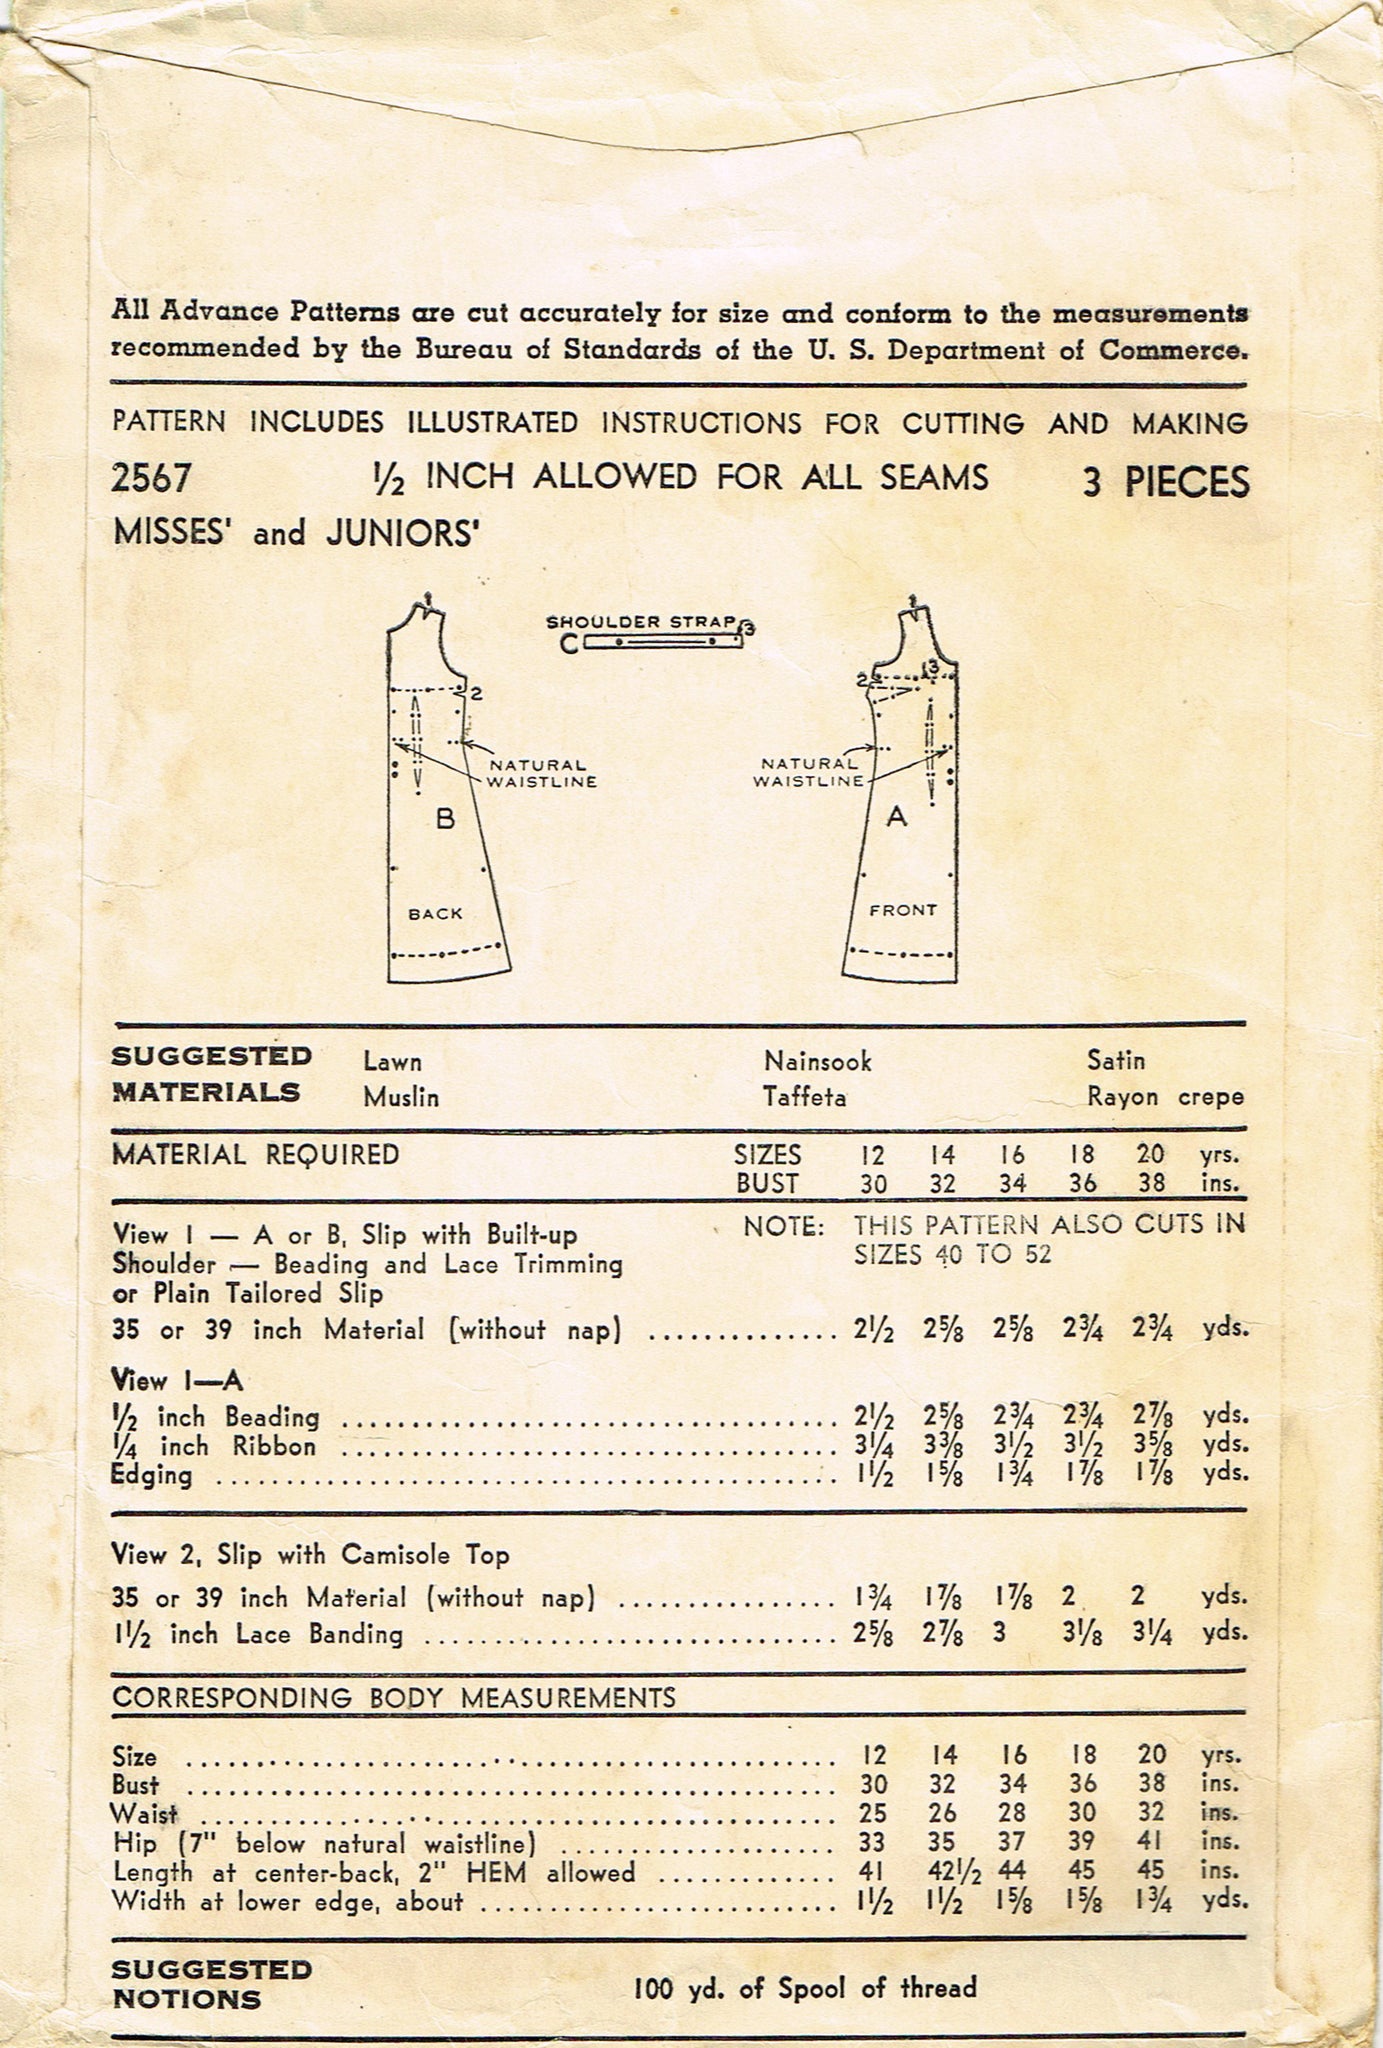 All Advance Patterns are cut accurately for size and conform to the measurements
recommended by the Bureau of Standards of the U. S. Department of Commerce.
PATTERN INCLUDES ILLUSTRATED INSTRUCTIONS FOR CUTTING AND MAKING
2567 1/2 INCH ALLOWED FOR ALL SEAMS 3 PIECES
MISSES' and JUNIORS'
SHOULDER STRAP 3
C
2
NATURAL
WAISTLINE
B
BACK
3
2
NATURAL
WAISTLINE
A
FRONT
SUGGESTED MATERIALS
Lawn Nainsook Satin
Muslin Taffeta Rayon crepe
MATERIAL REQUIRED SIZES 12 14 16 18 20 yrs.
BUST 30 32 34 36 38 ins.
View 1 — A or B, Slip with Built-up
Shoulder — Beading and Lace Trimming
or Plain Tailored Slip
NOTE: THIS PATTERN ALSO CUTS IN
SIZES 40 TO 52
35 or 39 inch Material (without nap) .............. 2½ 2⅝ 2⅝ 2¾ 2¾ yds.
View 1—A
½ inch Beading .................................... 2½ 2⅝ 2¾ 2¾ 2⅞ yds.
¼ inch Ribbon .................................... 3¼ 3⅜ 3½ 3½ 3⅝ yds.
Edging ............................................. 1½ 1⅝ 1¾ 1⅞ 1⅞ yds.
View 2, Slip with Camisole Top
35 or 39 inch Material (without nap) ................ 1¾ 1⅞ 1⅞ 2 2 yds.
1½ inch Lace Banding .............................. 2⅝ 2⅞ 3 3⅛ 3¼ yds.
CORRESPONDING BODY MEASUREMENTS
Size ............................................... 12 14 16 18 20 yrs.
Bust ............................................... 30 32 34 36 38 ins.
Waist .............................................. 25 26 28 30 32 ins.
Hip (7" below natural waistline) .................... 33 35 37 39 41 ins.
Length at center-back, 2" HEM allowed ............. 41 42½ 44 45 45 ins.
Width at lower edge, about .......................... 1½ 1½ 1⅝ 1⅝ 1¾ yds.
SUGGESTED NOTIONS
100 yd. of Spool of thread